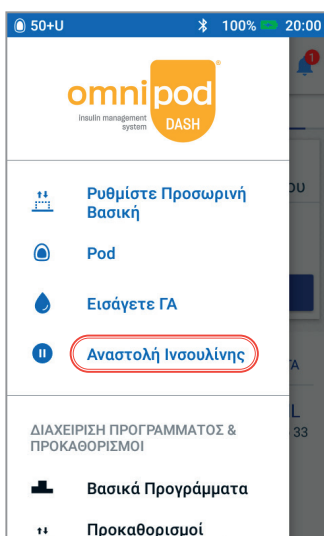 50+U 100% 20:00
1
omnipod®
insulin management
system DASH
Ρυθμίστε Προσωρινή
Βασική
Pod
Εισάγετε ΓΑ
Αναστολή Ινσουλίνης
ΔΙΑΧΕΙΡΙΣΗ ΠΡΟΓΡΑΜΜΑΤΟΣ &
ΠΡΟΚΑΘΟΡΙΣΜΟΙ
Βασικά Προγράμματα
Προκαθορισμοί